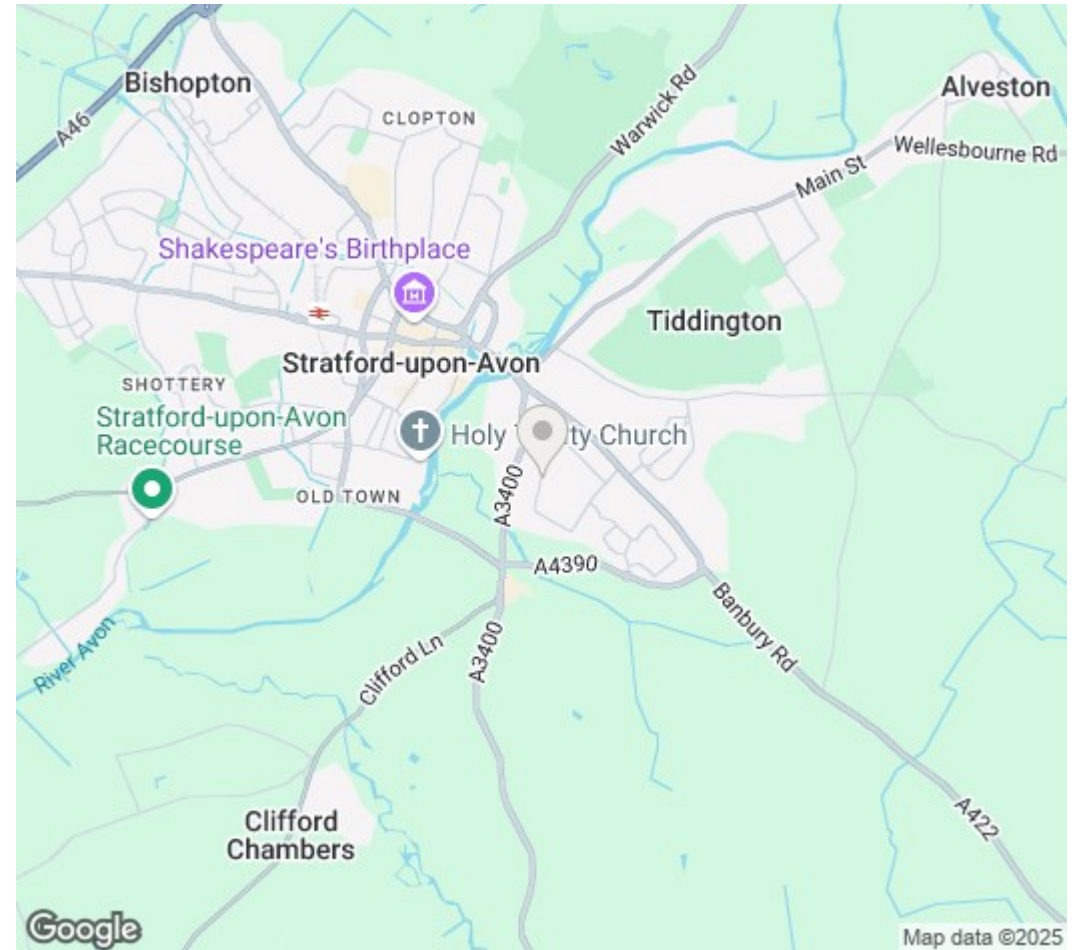 Bishopton
Alveston
CLOPTON
A46
Warwick Rd
Wellesbourne Rd
Main St
Shakespeare's Birthplace
Tiddington
Stratford-upon-Avon
SHOTTERY
Stratford-upon-Avon
Racecourse
Holy T ty Church
OLD TOWN
A3400
A4390
Banbury Rd
River Avon
Clifford Ln
A3400
Clifford
Chambers
A422
Google
Map data ©2025